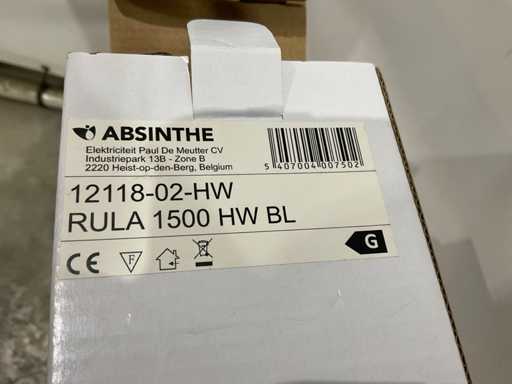 ABSINTHE
Elektriciteit Paul De Meutter CV
Industriepark 13B - Zone B
2220 Heist-op-den-Berg, Belgium
5 407004 007502
12118-02-HW
RULA 1500 HW BL
G
CE
F